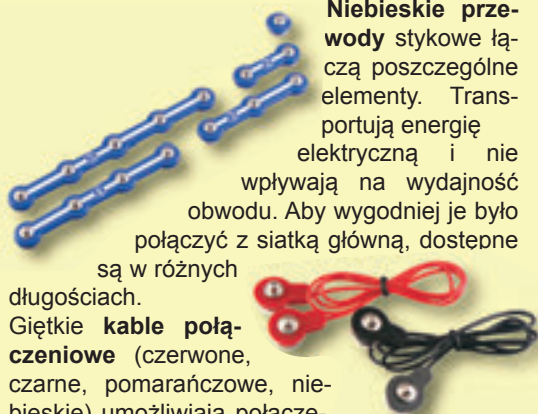 Niebieskie prze-
wody stykowe łą-
czą poszczególne
elementy. Trans-
portują energię
elektryczną i nie
wpływają na wydajność
obwodu. Aby wygodniej je było
połączyć z siatką główną, dostępne
są w różnych
długościach.
Giętkie kable połą-
czeniowe (czerwone,
czarne, pomarańczowe, nie-
bieskie) umożliwiają połącze-